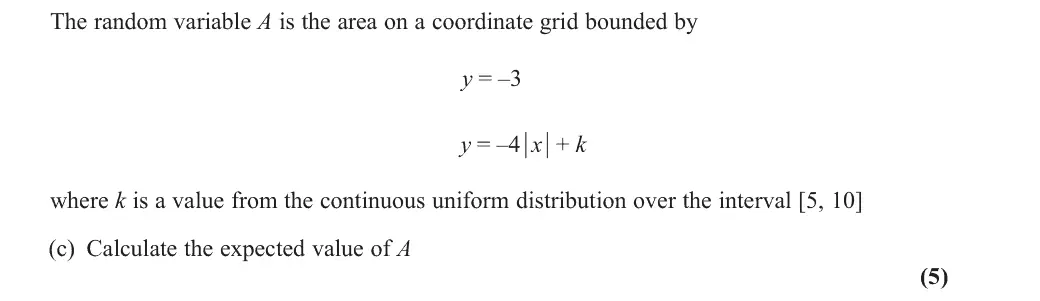 The random variable A is the area on a coordinate grid bounded by
y = –3
y = –4|x| + k
where k is a value from the continuous uniform distribution over the interval [5, 10]
(c) Calculate the expected value of A
(5)